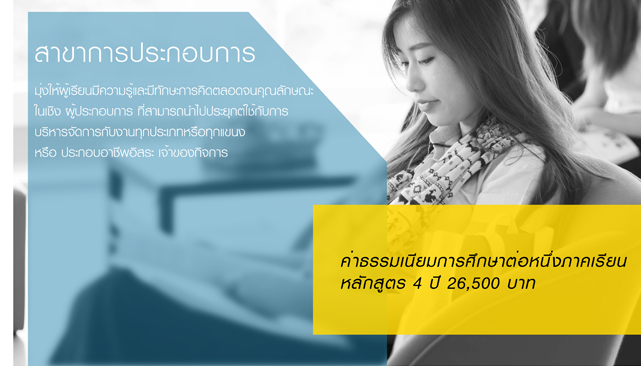 สาขาการประกอบการ
มุ่งให้ผู้เรียนมีความรู้และมีทักษะการคิดตลอดจนคุณลักษณะ
ในเชิง ผู้ประกอบการ ที่สามารถนำไปประยุกต์ใช้กับการ
บริหารจัดการกับงานทุกประเภทหรือทุกแขนง
หรือ ประกอบอาชีพอิสระ เจ้าของกิจการ
ค่าธรรมเนียมการศึกษาต่อหนึ่งภาคเรียน
หลักสูตร 4 ปี 26,500 บาท